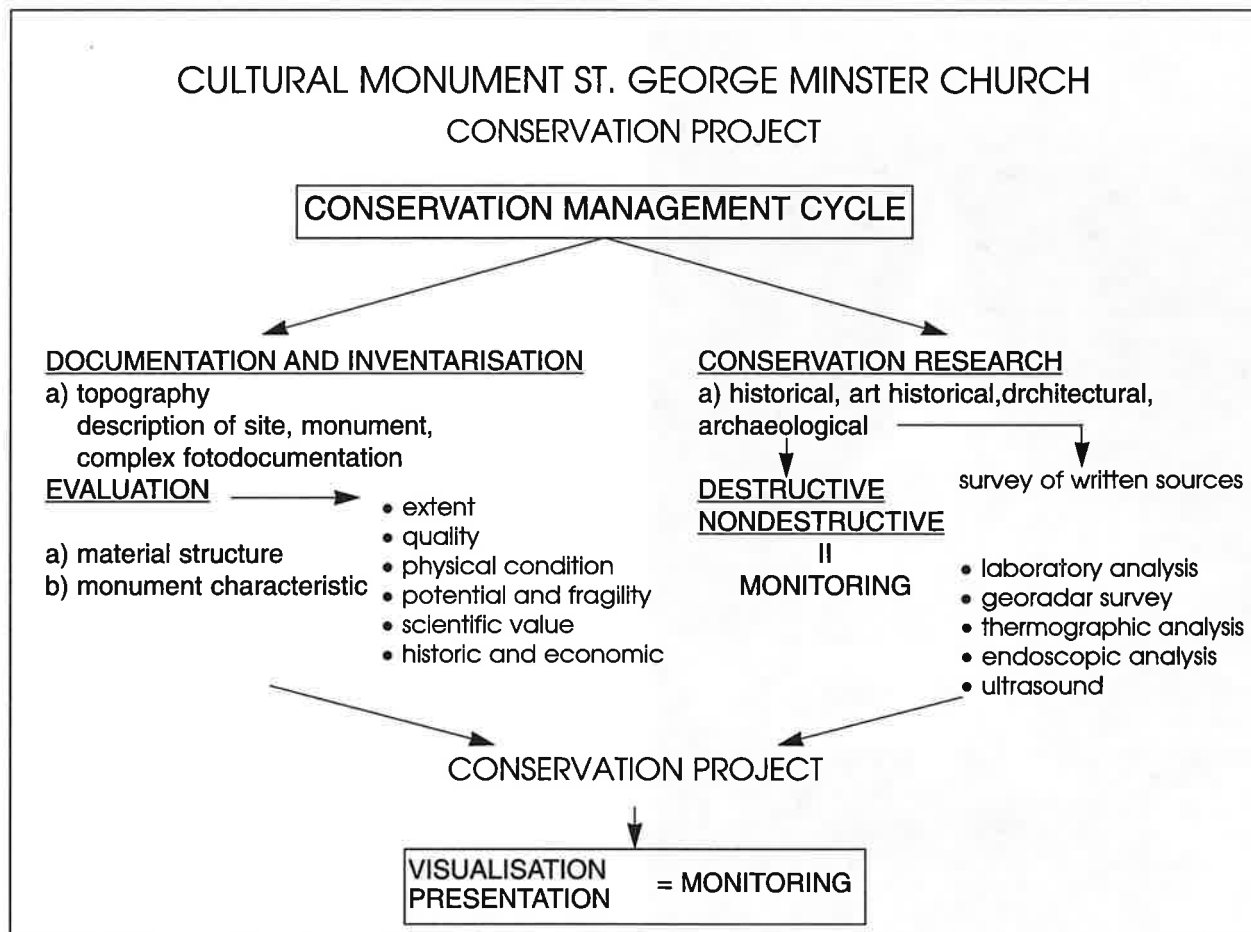 CULTURAL MONUMENT ST. GEORGE MINSTER CHURCH
CONSERVATION PROJECT
CONSERVATION MANAGEMENT CYCLE
DOCUMENTATION AND INVENTARISATION
a) topography
description of site, monument,
complex fotodocumentation
EVALUATION
a) material structure
b) monument characteristic
• extent
• quality
• physical condition
• potential and fragility
• scientific value
• historic and economic
CONSERVATION RESEARCH
a) historical, art historical,drchitectural,
archaeological
DESTRUCTIVE
NONDESTRUCTIVE
II
MONITORING
survey of written sources
• laboratory analysis
• georadar survey
• thermographic analysis
• endoscopic analysis
• ultrasound
CONSERVATION PROJECT
VISUALISATION
PRESENTATION = MONITORING